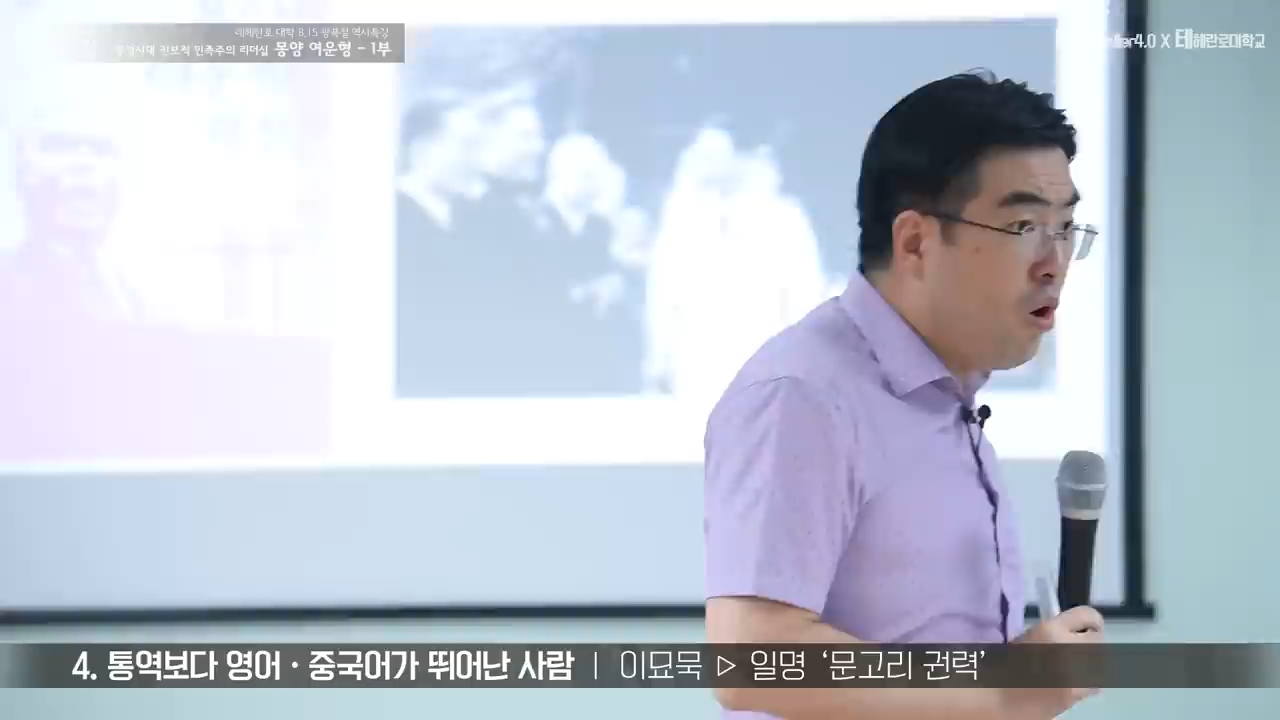 테헤란로 대학 8.15 광복절 역사특강
진보적 민족주의 리더십 몽양 여운형 - 1부
4.0 X 테헤란로대학교
4. 통역보다 영어·중국어가 뛰어난 사람 | 이묘묵 ▷ 일명 ‘문고리 권력’